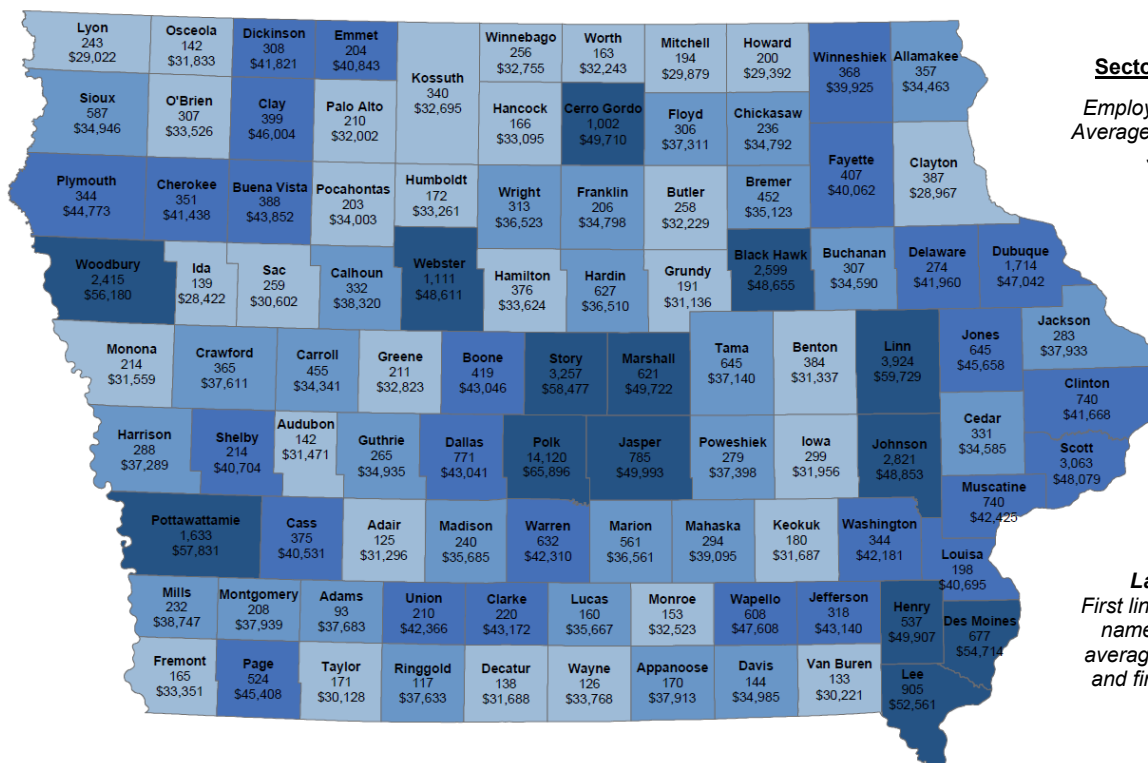 Lyon
243
$29,022
Osceola
142
$31,833
Dickinson
308
$41,821
Emmet
204
$40,843
Kossuth
340
$32,695
Winnebago
256
$32,755
Worth
163
$32,243
Mitchell
194
$29,879
Howard
200
$29,392
Winneshiek
368
$39,925
Allamakee
357
$34,463
Sioux
587
$34,946
O'Brien
307
$33,526
Clay
399
$46,004
Palo Alto
210
$32,002
Hancock
166
$33,095
Cerro Gordo
1,002
$49,710
Floyd
306
$37,311
Chickasaw
236
$34,792
Plymouth
344
$44,773
Cherokee
351
$41,438
Buena Vista
388
$43,852
Pocahontas
203
$34,003
Humboldt
172
$33,261
Wright
313
$36,523
Franklin
206
$34,798
Butler
258
$32,229
Bremer
452
$35,123
Fayette
407
$40,062
Clayton
387
$28,967
Woodbury
2,415
$56,180
Ida
139
$28,422
Sac
259
$30,602
Calhoun
332
$38,320
Webster
1,111
$48,611
Hamilton
376
$33,624
Hardin
627
$36,510
Grundy
191
$31,136
Black Hawk
2,599
$48,655
Buchanan
307
$34,590
Delaware
274
$41,960
Dubuque
1,714
$47,042
Monona
214
$31,559
Crawford
365
$37,611
Carroll
455
$34,341
Greene
211
$32,823
Boone
419
$43,046
Story
3,257
$58,477
Marshall
621
$49,722
Tama
645
$37,140
Benton
384
$31,337
Linn
3,924
$59,729
Jones
645
$45,658
Jackson
283
$37,933
Clinton
740
$41,668
Harrison
288
$37,289
Shelby
214
$40,704
Audubon
142
$31,471
Guthrie
265
$34,935
Dallas
771
$43,041
Polk
14,120
$65,896
Jasper
785
$49,993
Poweshiek
279
$37,398
Iowa
299
$31,956
Johnson
2,821
$48,853
Cedar
331
$34,585
Scott
3,063
$48,079
Muscatine
740
$42,425
Pottawattamie
1,633
$57,831
Cass
375
$40,531
Adair
125
$31,296
Madison
240
$35,685
Warren
632
$42,310
Marion
561
$36,561
Mahaska
294
$39,095
Keokuk
180
$31,687
Washington
344
$42,181
Louisa
198
$40,695
Mills
232
$38,747
Montgomery
208
$37,939
Adams
93
$37,683
Union
210
$42,366
Clarke
220
$43,172
Lucas
160
$35,667
Monroe
153
$32,523
Wapello
608
$47,608
Jefferson
318
$43,140
Henry
537
$49,907
Des Moines
677
$54,714
Fremont
165
$33,351
Page
524
$45,408
Taylor
171
$30,128
Ringgold
117
$37,633
Decatur
138
$31,688
Wayne
126
$33,768
Appanoose
170
$37,913
Davis
144
$34,985
Van Buren
133
$30,221
Lee
905
$52,561
Secto
Employ
Average
La
First lin
name
averag
and fir